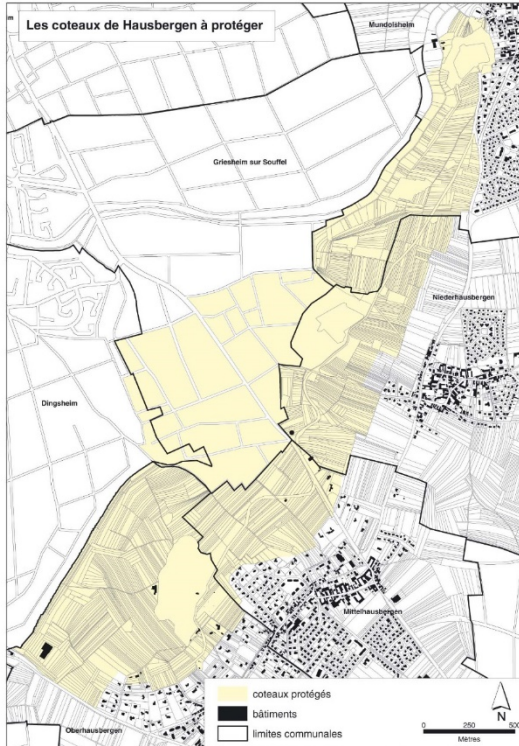 Les coteaux de Hausbergen à protéger
Mundolsheim
Griesheim sur Souffel
Niederhausbergen
Dingsheim
Mittelhausbergen
Oberhausbergen
coteaux protégés
bâtiments
limites communales
N
0 250 500
Mètres